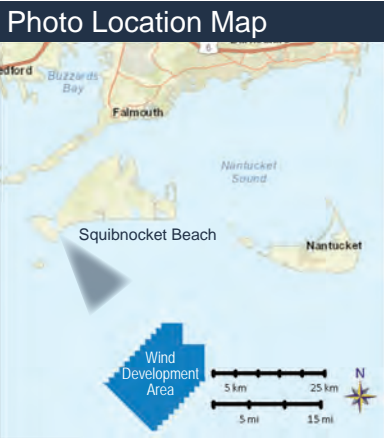 Photo Location Map
6
edford
Buzzards
Bay
Falmouth
Nantucket
Sound
Squibnocket Beach
Nantucket
Wind
Development
Area
N
5 km 25 km
5 mi 15 mi